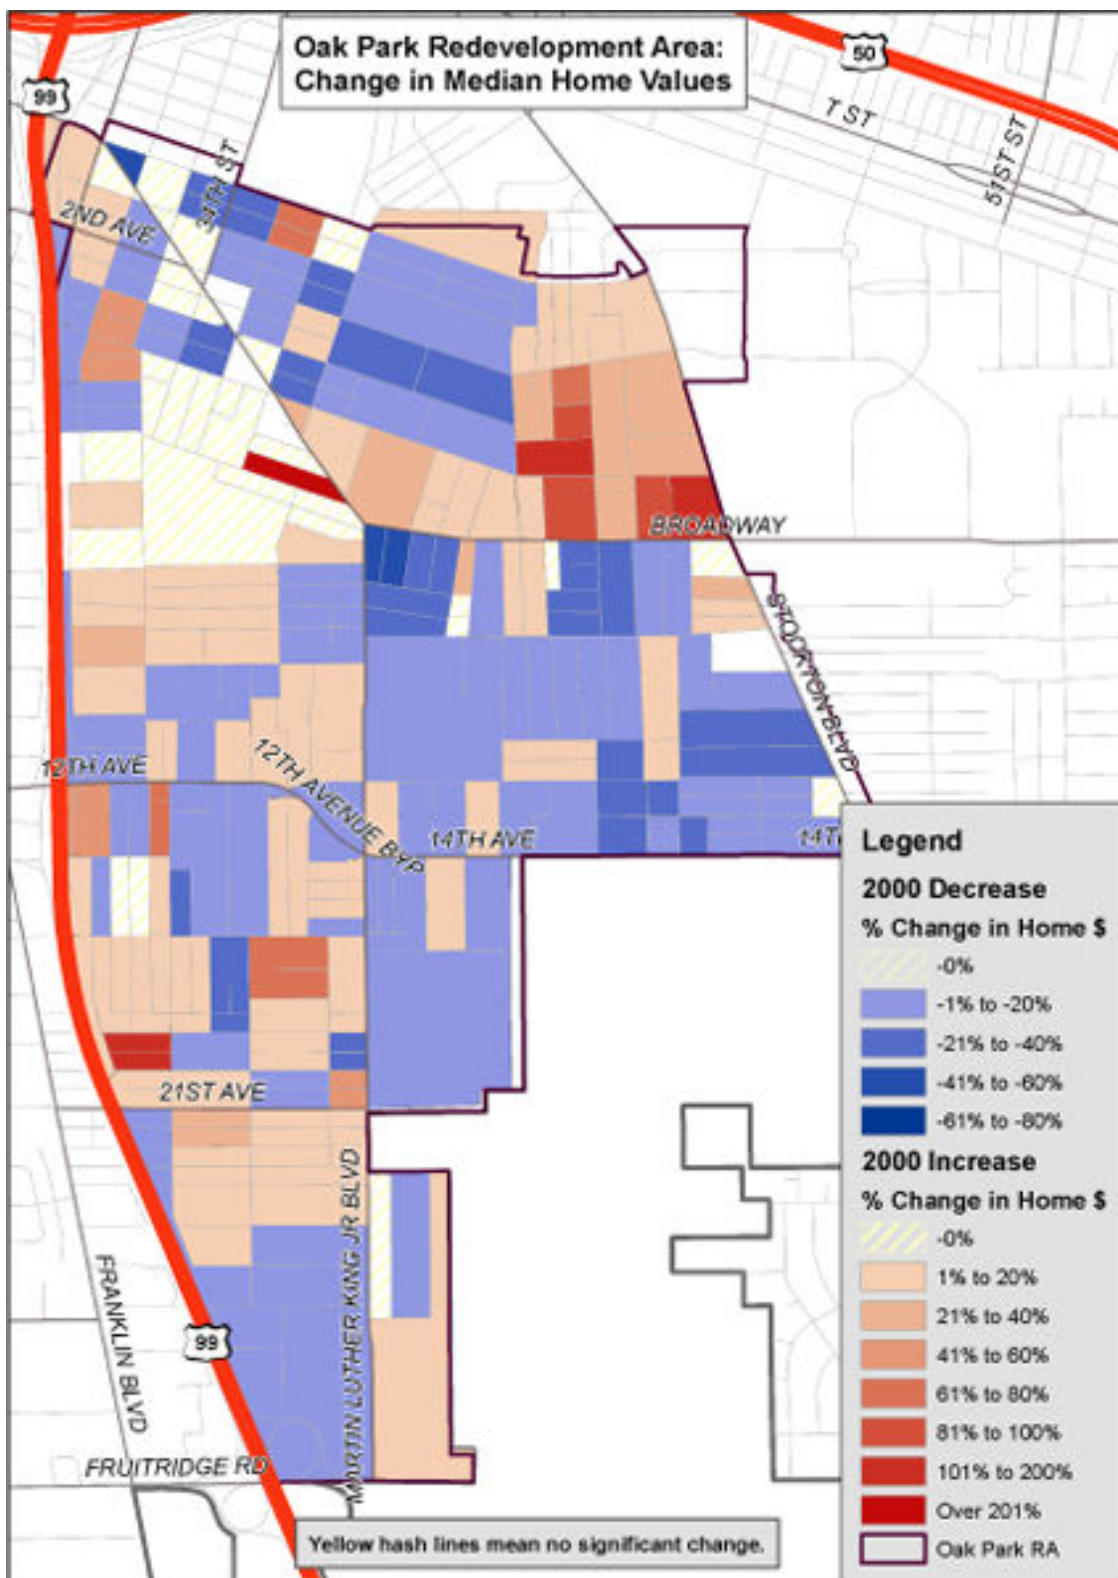 Oak Park Redevelopment Area:
Change in Median Home Values
99
50
T ST
51ST ST
34TH ST
2ND AVE
BROADWAY
STOCKTON BLVD
12TH AVE
12TH AVENUE BYP
14TH AVE
14T
21ST AVE
MARTIN LUTHER KING JR BLVD
FRANKLIN BLVD
99
FRUITRIDGE RD
Legend
2000 Decrease
% Change in Home $
-0%
-1% to -20%
-21% to -40%
-41% to -60%
-61% to -80%
2000 Increase
% Change in Home $
-0%
1% to 20%
21% to 40%
41% to 60%
61% to 80%
81% to 100%
101% to 200%
Over 201%
Oak Park RA
Yellow hash lines mean no significant change.